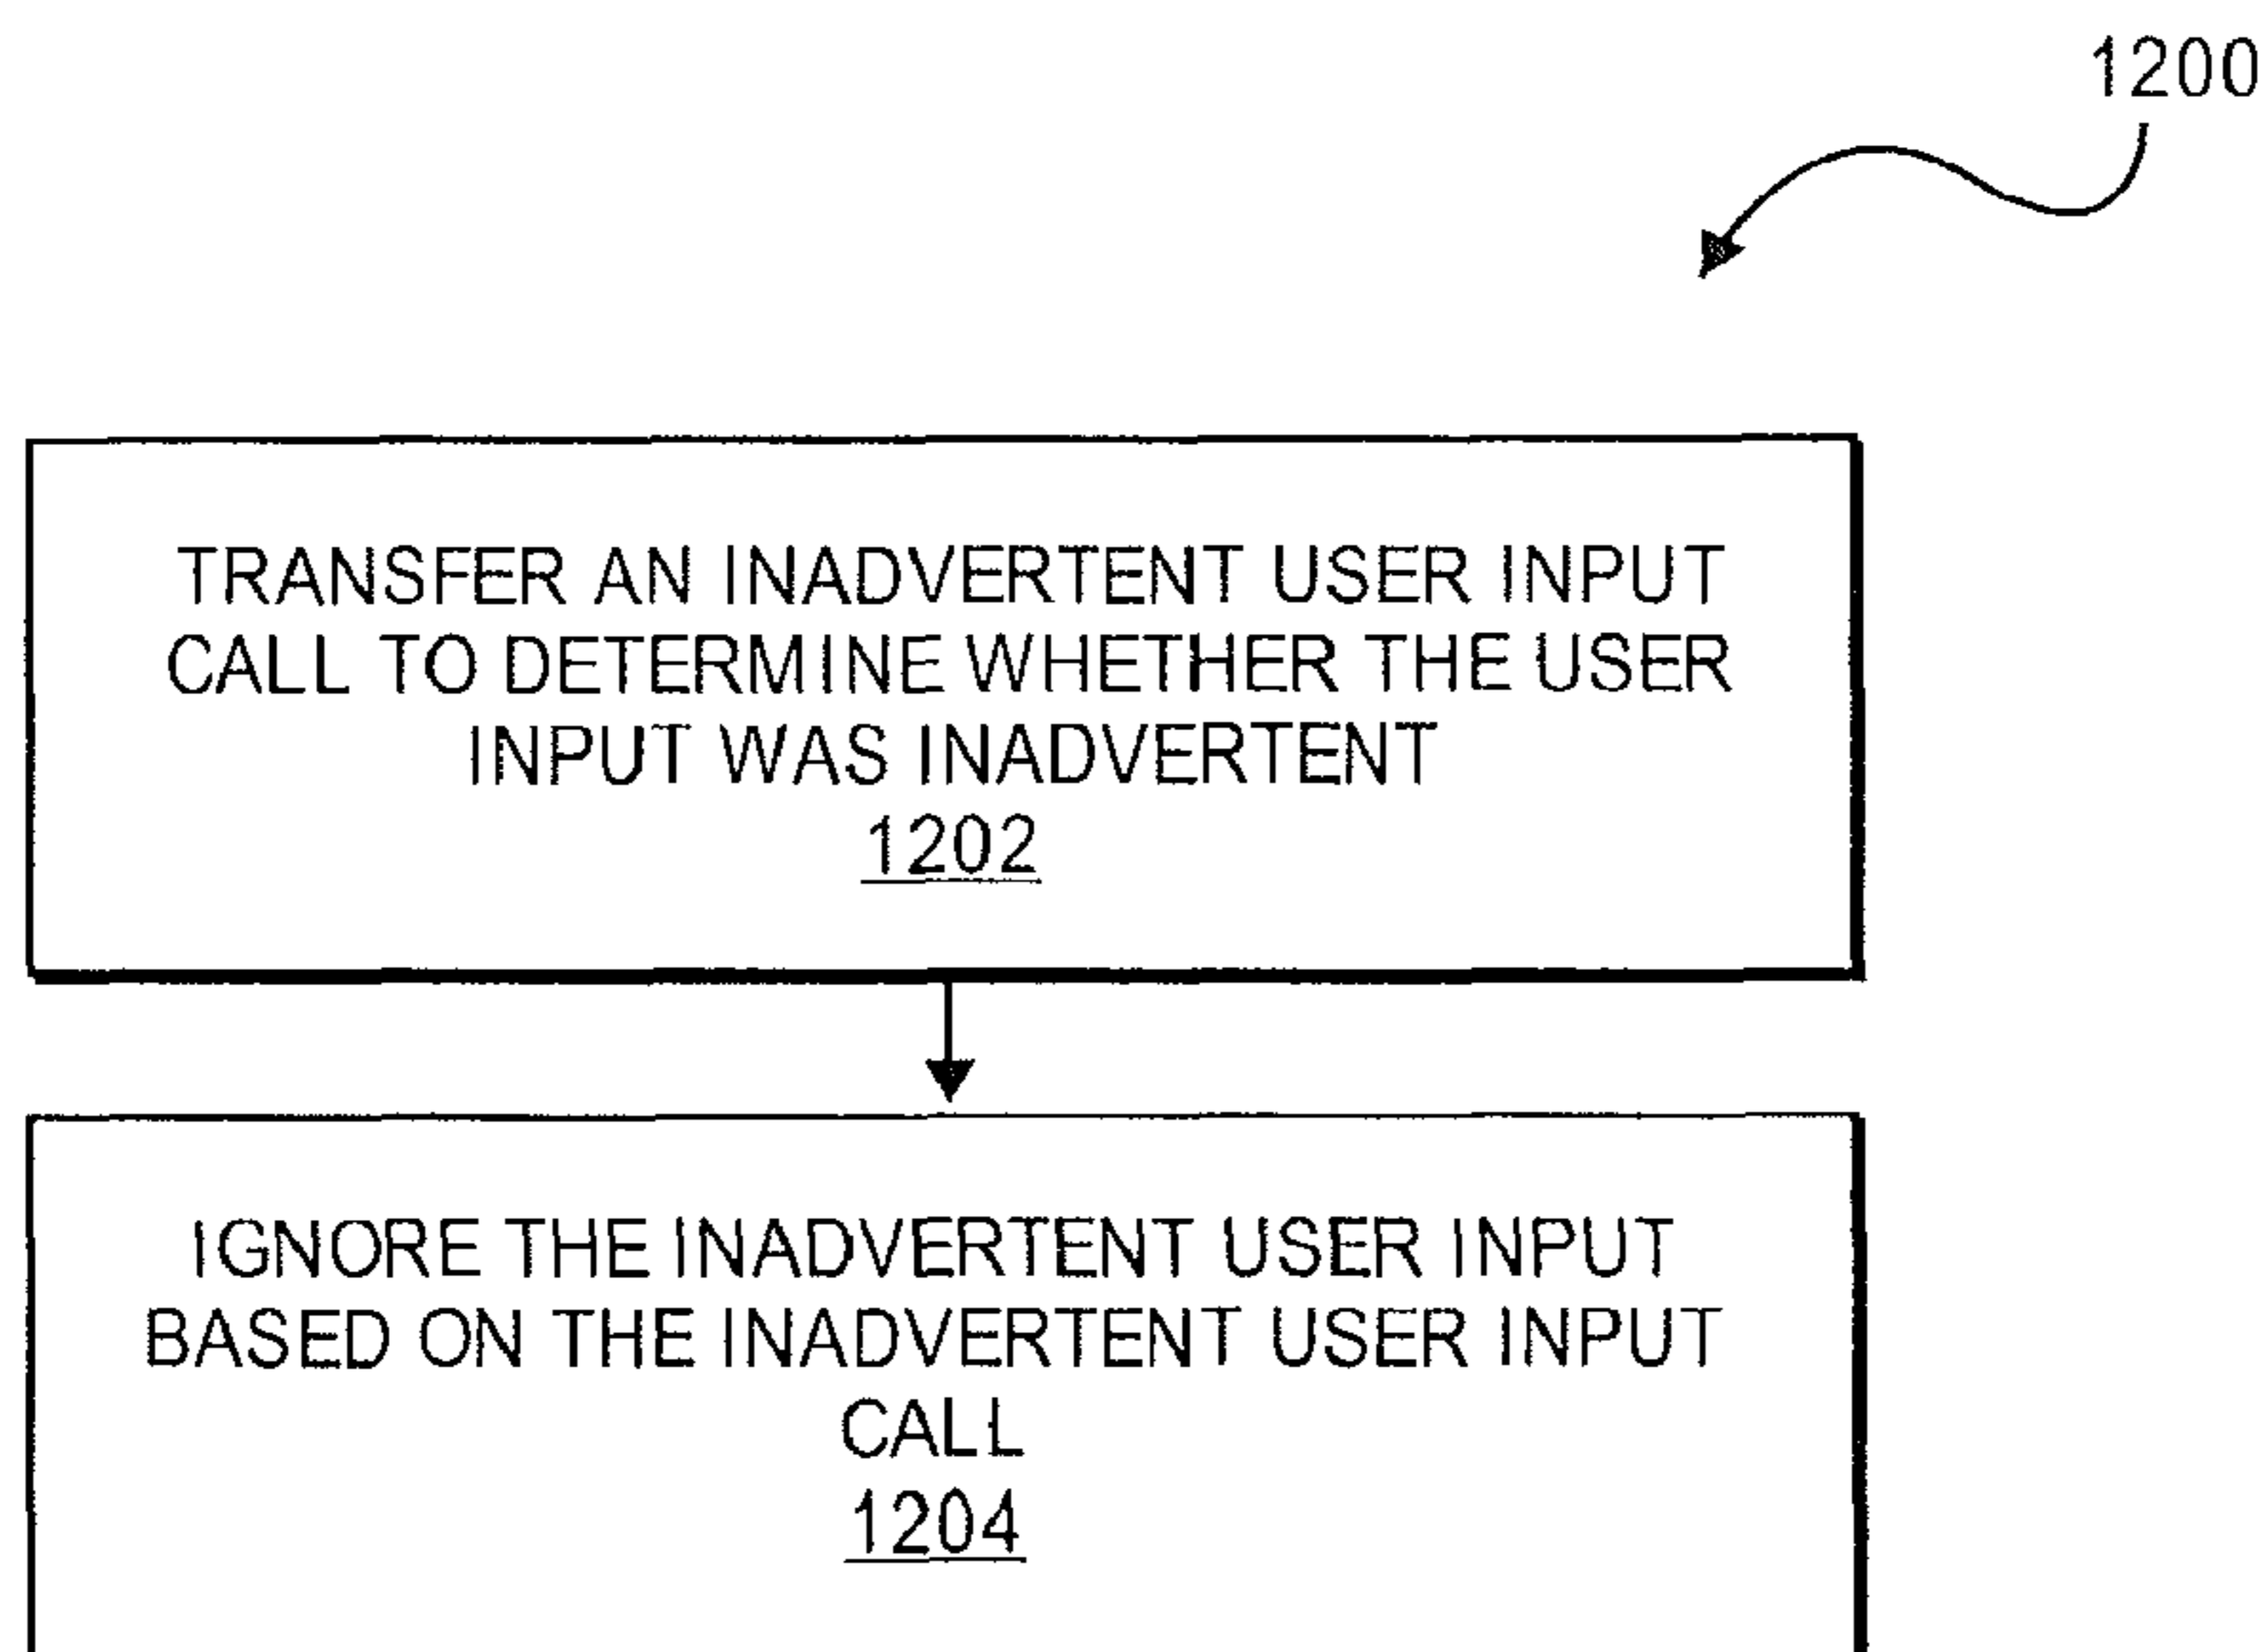 1200
TRANSFER AN INADVERTENT USER INPUT
CALL TO DETERMINE WHETHER THE USER
INPUT WAS INADVERTENT
1202
IGNORE THE INADVERTENT USER INPUT
BASED ON THE INADVERTENT USER INPUT
CALL
1204